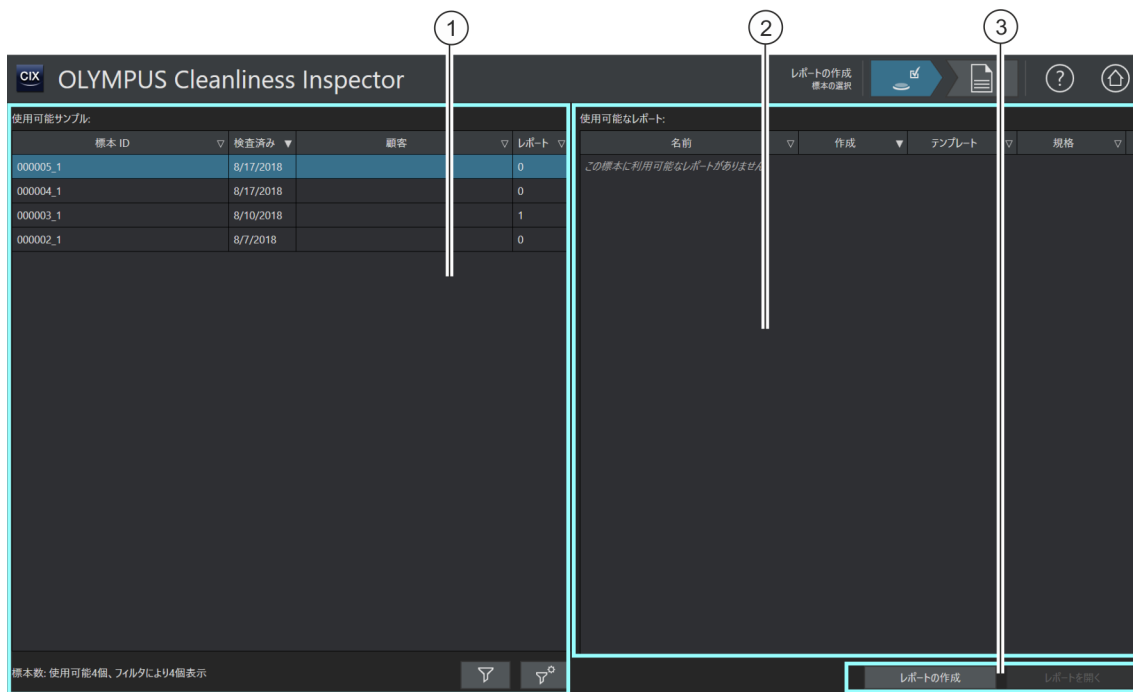 1
2
3
CIX
OLYMPUS Cleanliness Inspector
レポートの作成
標本の選択
?
使用可能サンプル:
標本 ID
検査済み
顧客
レポート
000005_1
8/17/2018
0
000004_1
8/17/2018
0
000003_1
8/10/2018
1
000002_1
8/7/2018
0
標本数: 使用可能4個、フィルタにより4個表示
使用可能なレポート:
名前
作成
テンプレート
規格
この標本に利用可能なレポートがありません
レポートの作成
レポートを開く